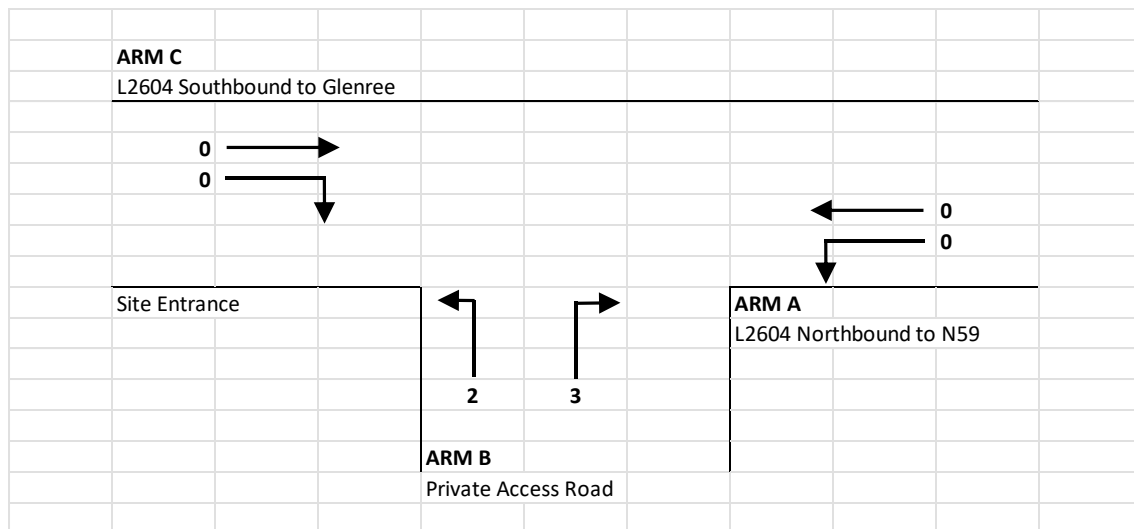 ARM C
L2604 Southbound to Glenree
0
0
0
0
Site Entrance
ARM A
L2604 Northbound to N59
2 3
ARM B
Private Access Road